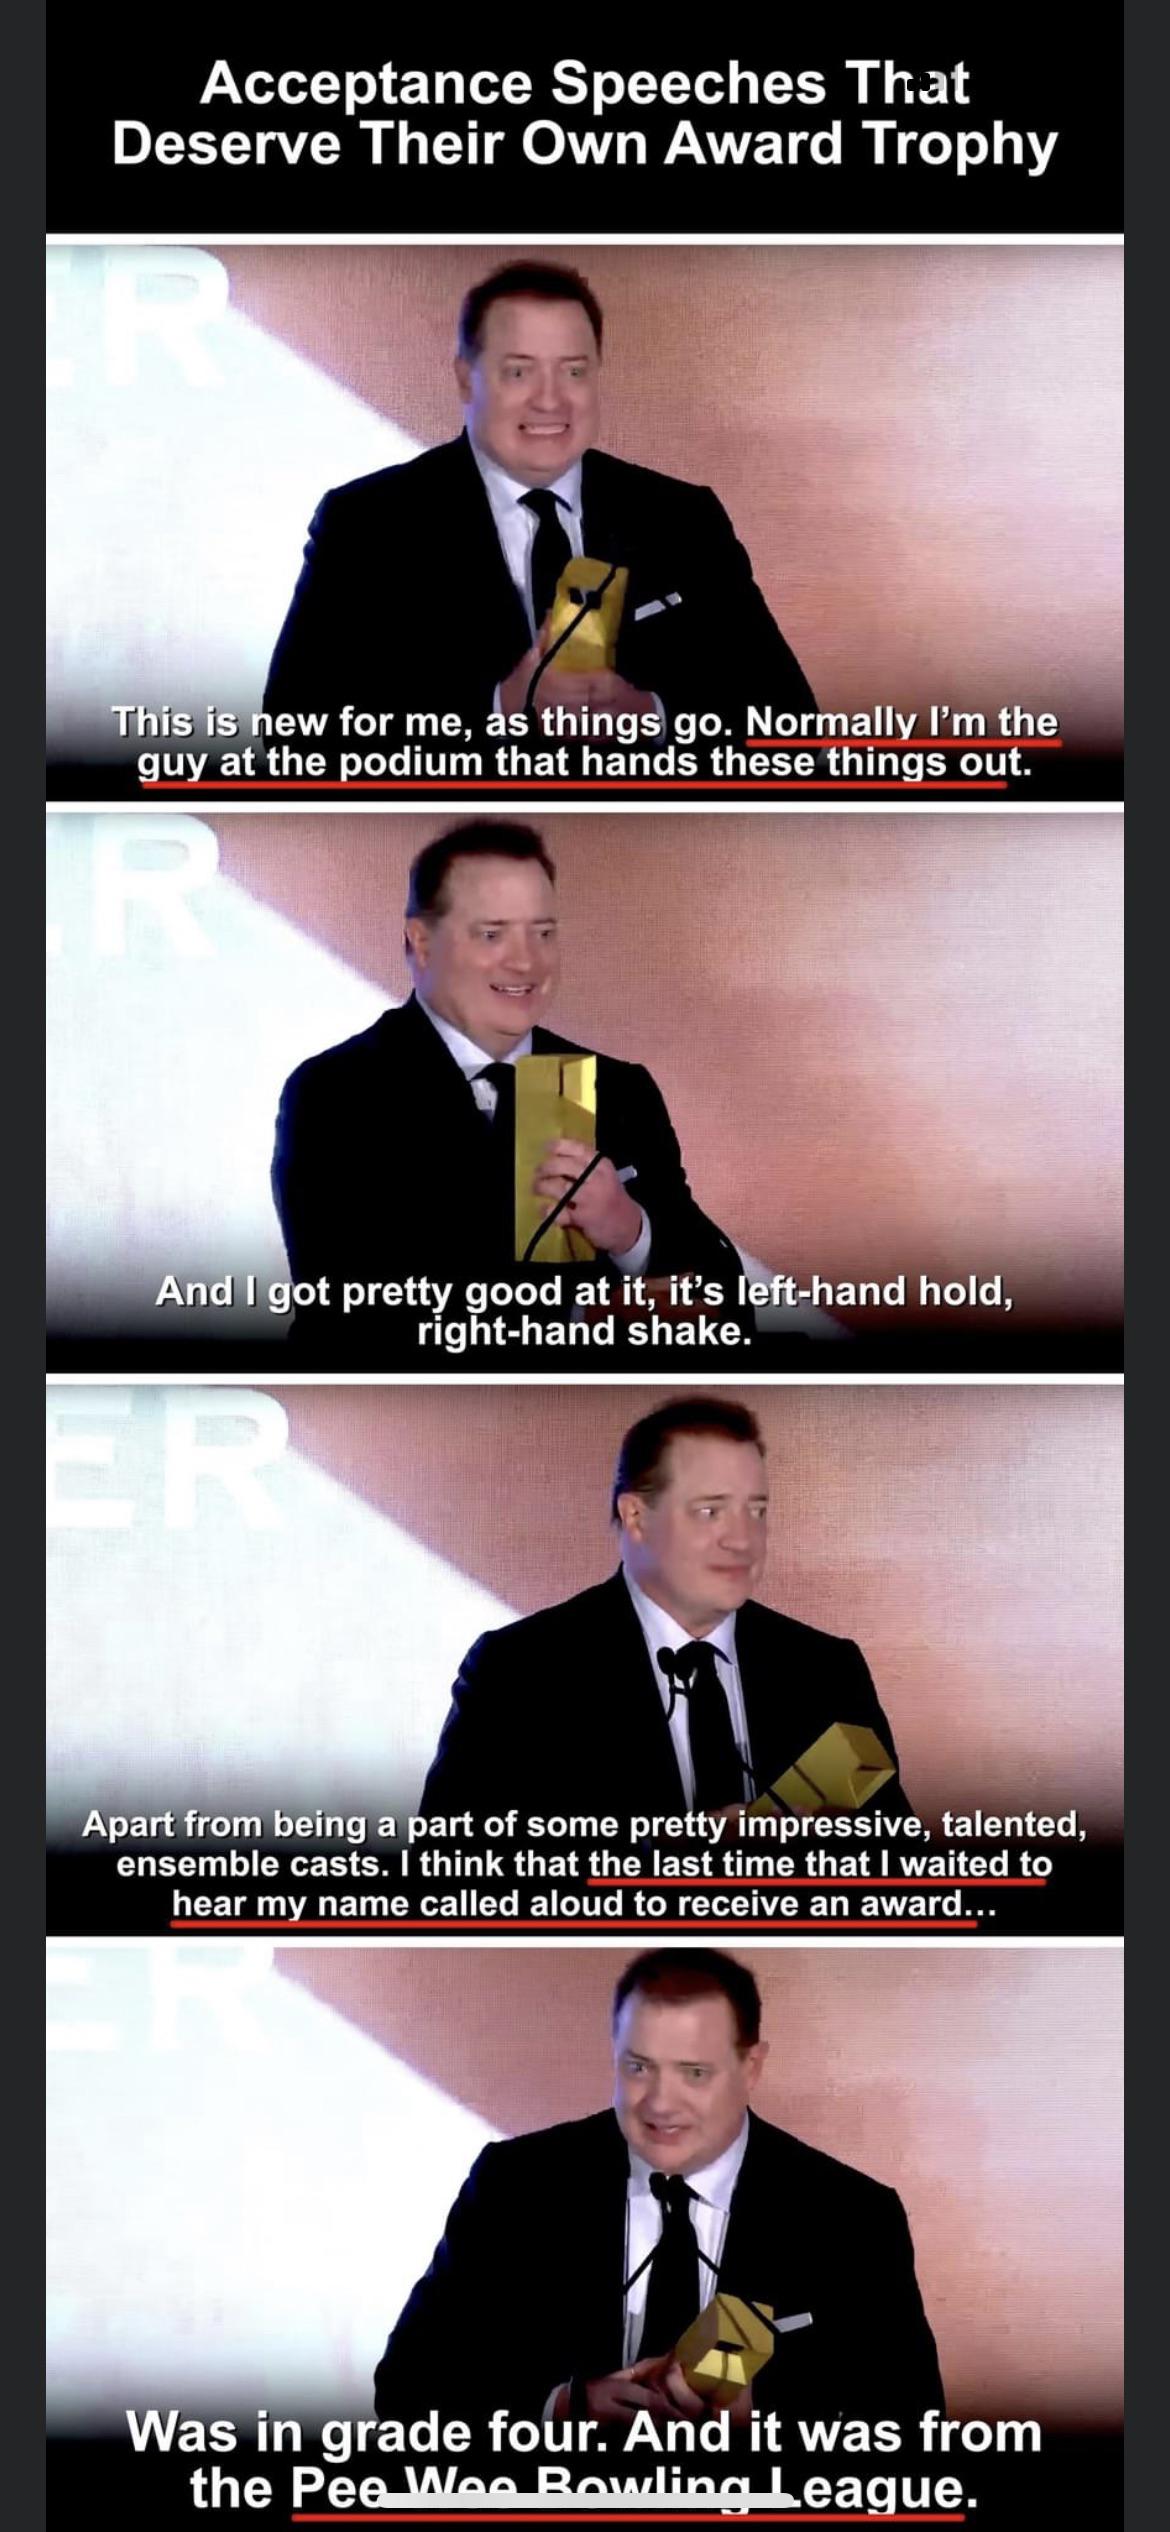 Acceptance Speeches That
Deserve Their Own Award Trophy
ER
This is new for me, as things go. Normally I’m the
guy at the podium that hands these things out.
R
And I got pretty good at it, it’s left-hand hold,
right-hand shake.
ER
Apart from being a part of some pretty impressive, talented,
ensemble casts. I think that the last time that I waited to
hear my name called aloud to receive an award...
ER
Was in grade four. And it was from
the Pee Wee Bowling League.